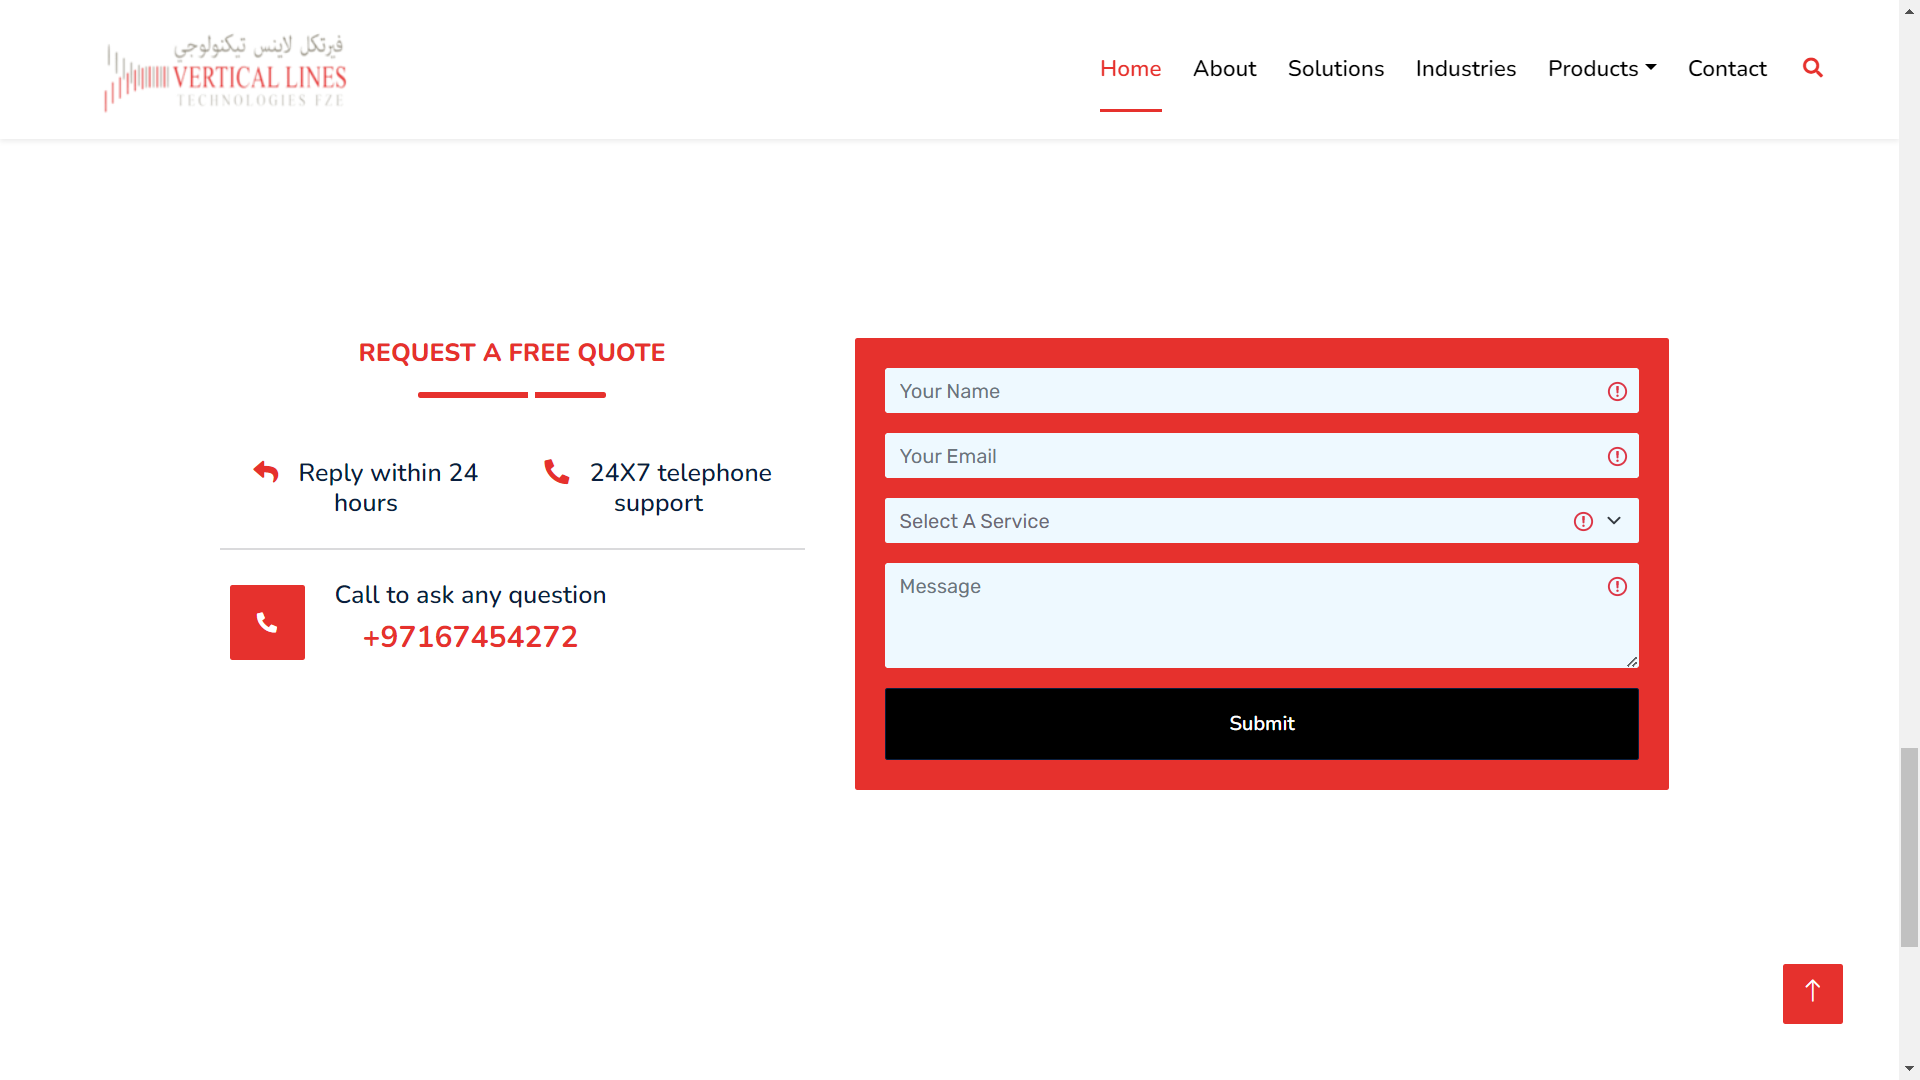 فيرتكل لاينس تيكنولوجي
VERTICAL LINES
TECHNOLOGIES FZE
Home
About
Solutions
Industries
Products
Contact
REQUEST A FREE QUOTE
Reply within 24
hours
24X7 telephone
support
Call to ask any question
+97167454272
Your Name
Your Email
Select A Service
Message
Submit